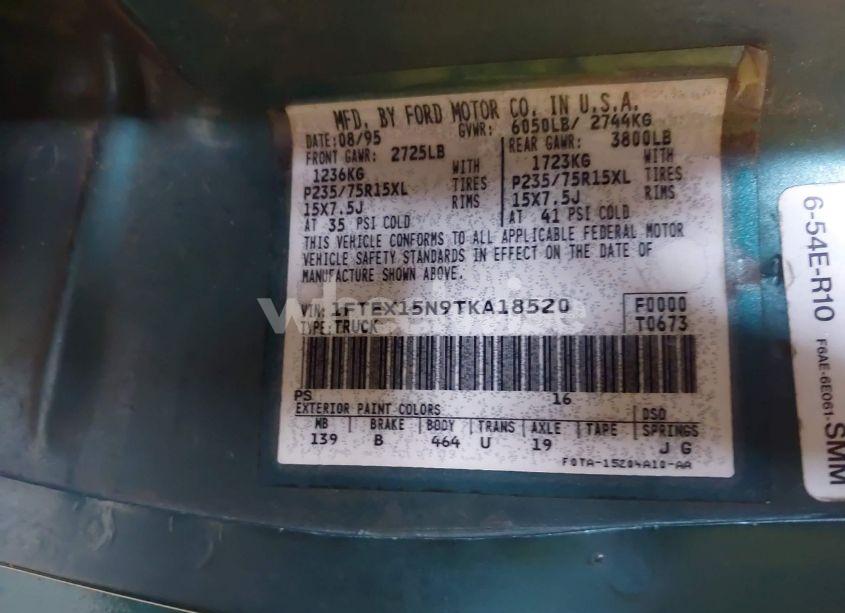 MFD. BY FORD MOTOR CO. IN U.S.A.
DATE: 08/95 GVWR: 6050LB/ 2744KG
FRONT GAWR: 2725LB REAR GAWR: 3800LB
1236KG WITH 1723KG WITH
P235/75R15XL TIRES P235/75R15XL TIRES
15X7.5J RIMS 15X7.5J RIMS
AT 35 PSI COLD AT 41 PSI COLD
THIS VEHICLE CONFORMS TO ALL APPLICABLE FEDERAL MOTOR
VEHICLE SAFETY STANDARDS IN EFFECT ON THE DATE OF
MANUFACTURE SHOWN ABOVE.
VIN: 1FTEX15N9TKA18520 F0000
TYPE: TRUCK T0673
PS 16
EXTERIOR PAINT COLORS DSO
WB BRAKE BODY TRANS AXLE TAPE SPRINGS
139 B 464 U 19 J G
F0TA-15204A10-AA
6-54E-R10
F6AE-6E061-
SMM